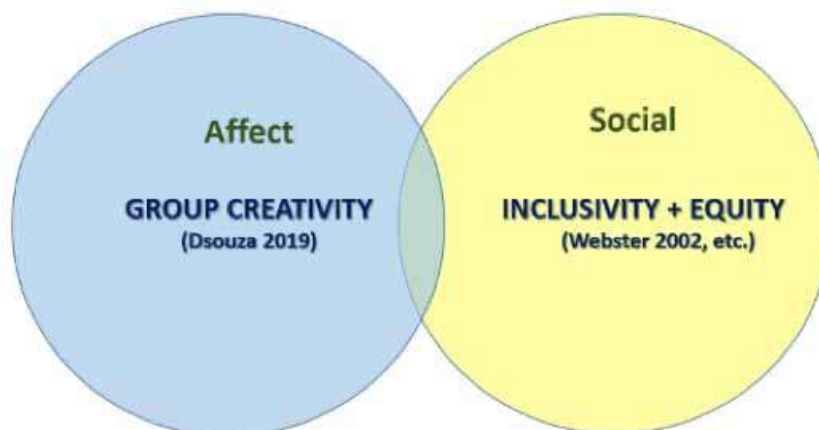 Affect
GROUP CREATIVITY
(Dsouza 2019)
Social
INCLUSIVITY + EQUITY
(Webster 2002, etc.)